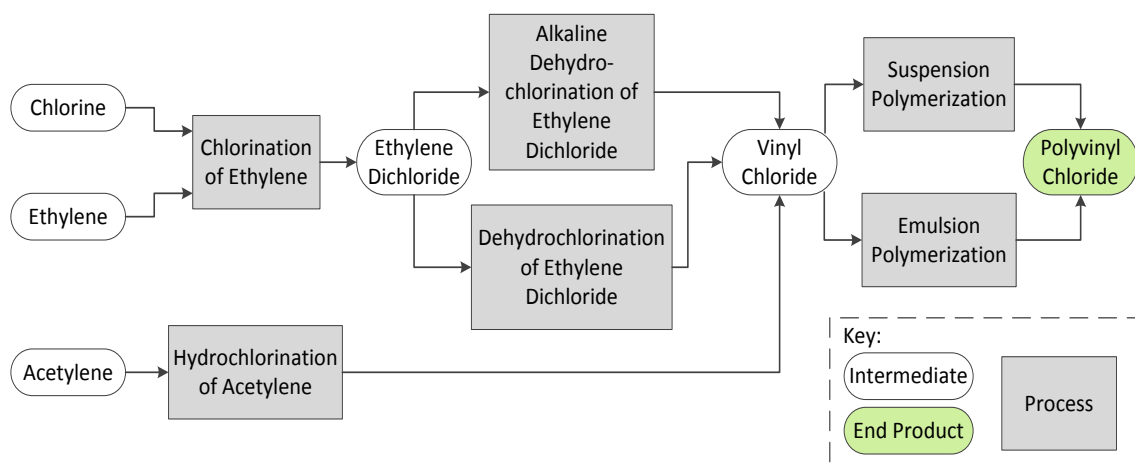 Chlorine
Ethylene
Chlorination
of Ethylene
Ethylene
Dichloride
Alkaline
Dehydro-
chlorination of
Ethylene
Dichloride
Dehydrochlorination
of Ethylene
Dichloride
Acetylene
Hydrochlorination
of Acetylene
Vinyl
Chloride
Suspension
Polymerization
Emulsion
Polymerization
Polyvinyl
Chloride
Key:
Intermediate
End Product
Process